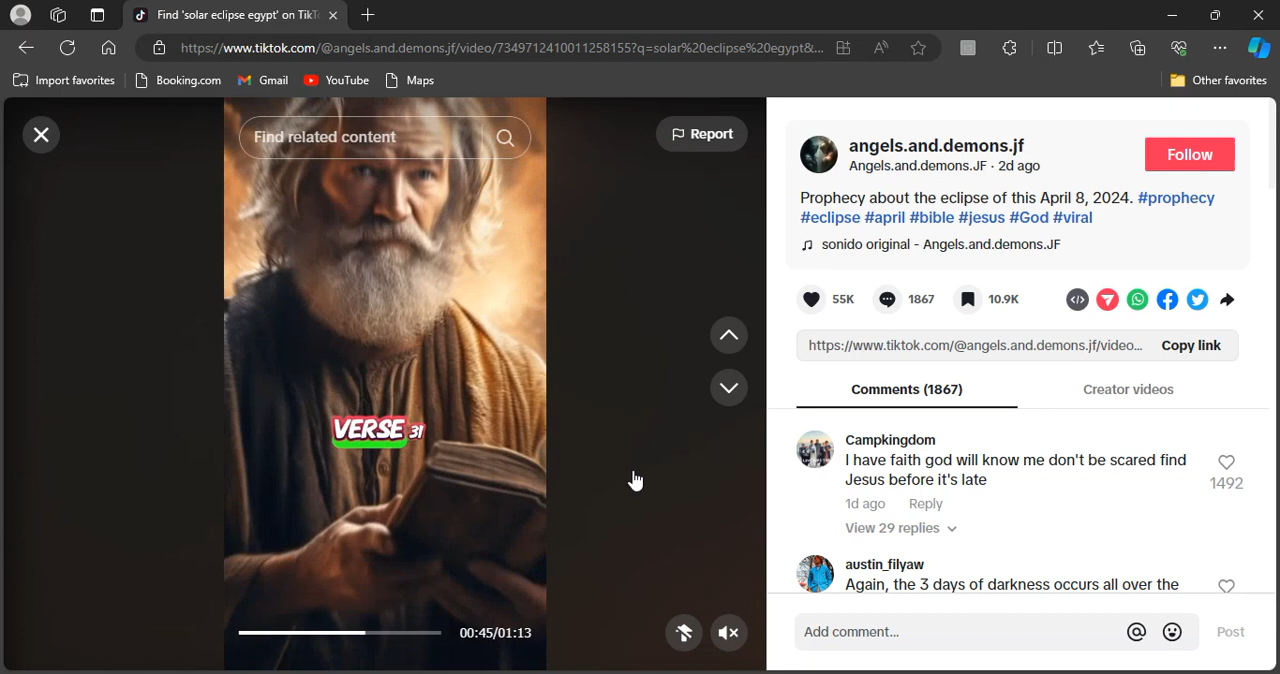 Find 'solar eclipse egypt' on TikTo
https://www.tiktok.com/@angels.and.demons.jf/video/7349712410011258155?q=solar%20eclipse%20egypt&...
Import favorites
Booking.com
Gmail
YouTube
Maps
Other favorites
Find related content
Report
VERSE 31
00:45/01:13
angels.and.demons.jf
Angels.and.demons.JF · 2d ago
Follow
Prophecy about the eclipse of this April 8, 2024. #prophecy
#eclipse #april #bible #jesus #God #viral
sonido original - Angels.and.demons.JF
55K
1867
10.9K
https://www.tiktok.com/@angels.and.demons.jf/video...
Copy link
Comments (1867)
Creator videos
Campkingdom
I have faith god will know me don't be scared find
Jesus before it's late
1492
1d ago
Reply
View 29 replies
austin_filyaw
Again, the 3 days of darkness occurs all over the
Add comment...
Post